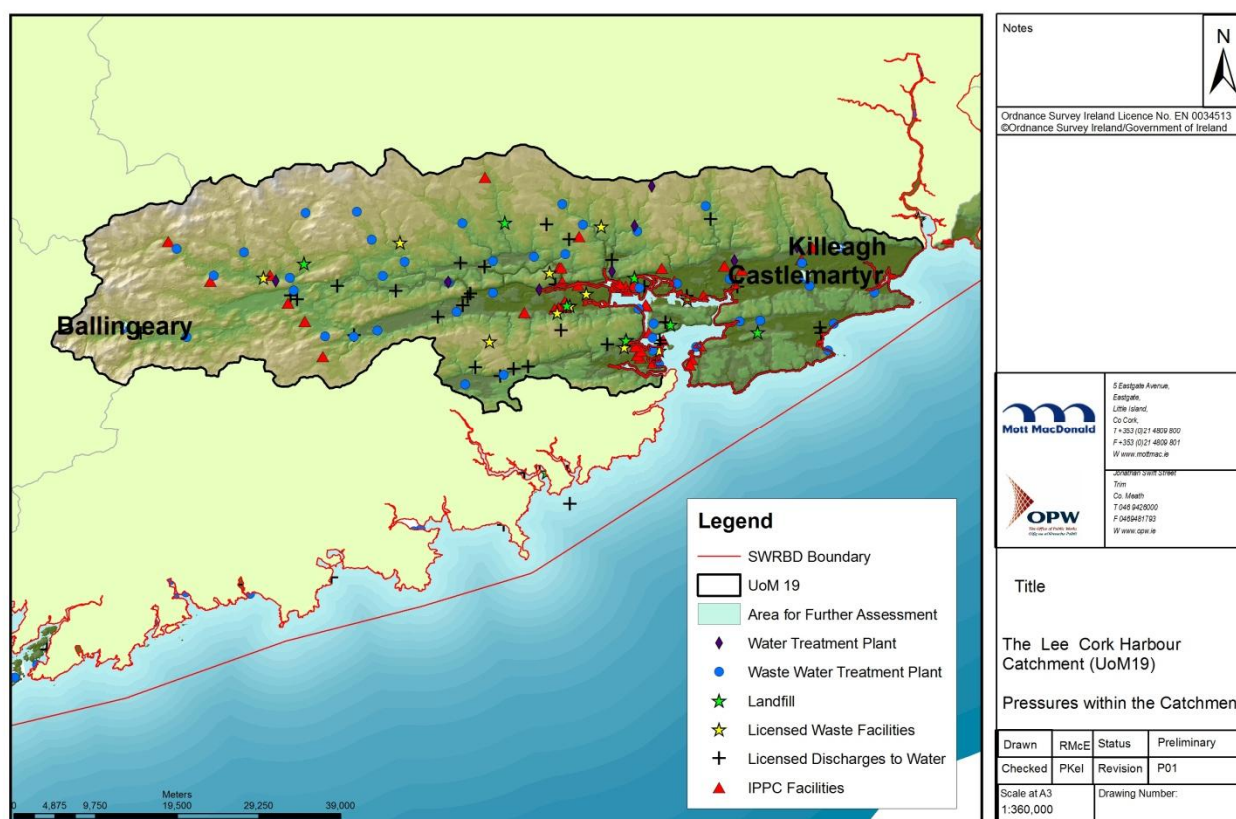 Ballingeary
Killeagh
Castlemartyr
Meters
0 4,875 9,750 19,500 29,250 39,000
Legend
SWRBD Boundary
UoM 19
Area for Further Assessment
Water Treatment Plant
Waste Water Treatment Plant
Landfill
Licensed Waste Facilities
Licensed Discharges to Water
IPPC Facilities
Notes
N
Ordnance Survey Ireland Licence No. EN 0034513
©Ordnance Survey Ireland/Government of Ireland
Mott MacDonald
5 Eastgate Avenue,
Eastgate,
Little Island,
Co Cork,
T +353 (0)21 4809 800
F +353 (0)21 4809 801
W www.mottmac.ie
OPW
The Office of Public Works
Jonathan Swift Street
Trim
Co. Meath
T 046 9426000
F 0469481793
W www.opw.ie
Title
The Lee Cork Harbour
Catchment (UoM19)
Pressures within the Catchmen
Drawn RMcE Status Preliminary
Checked PKel Revision P01
Scale at A3 Drawing Number:
1:360,000